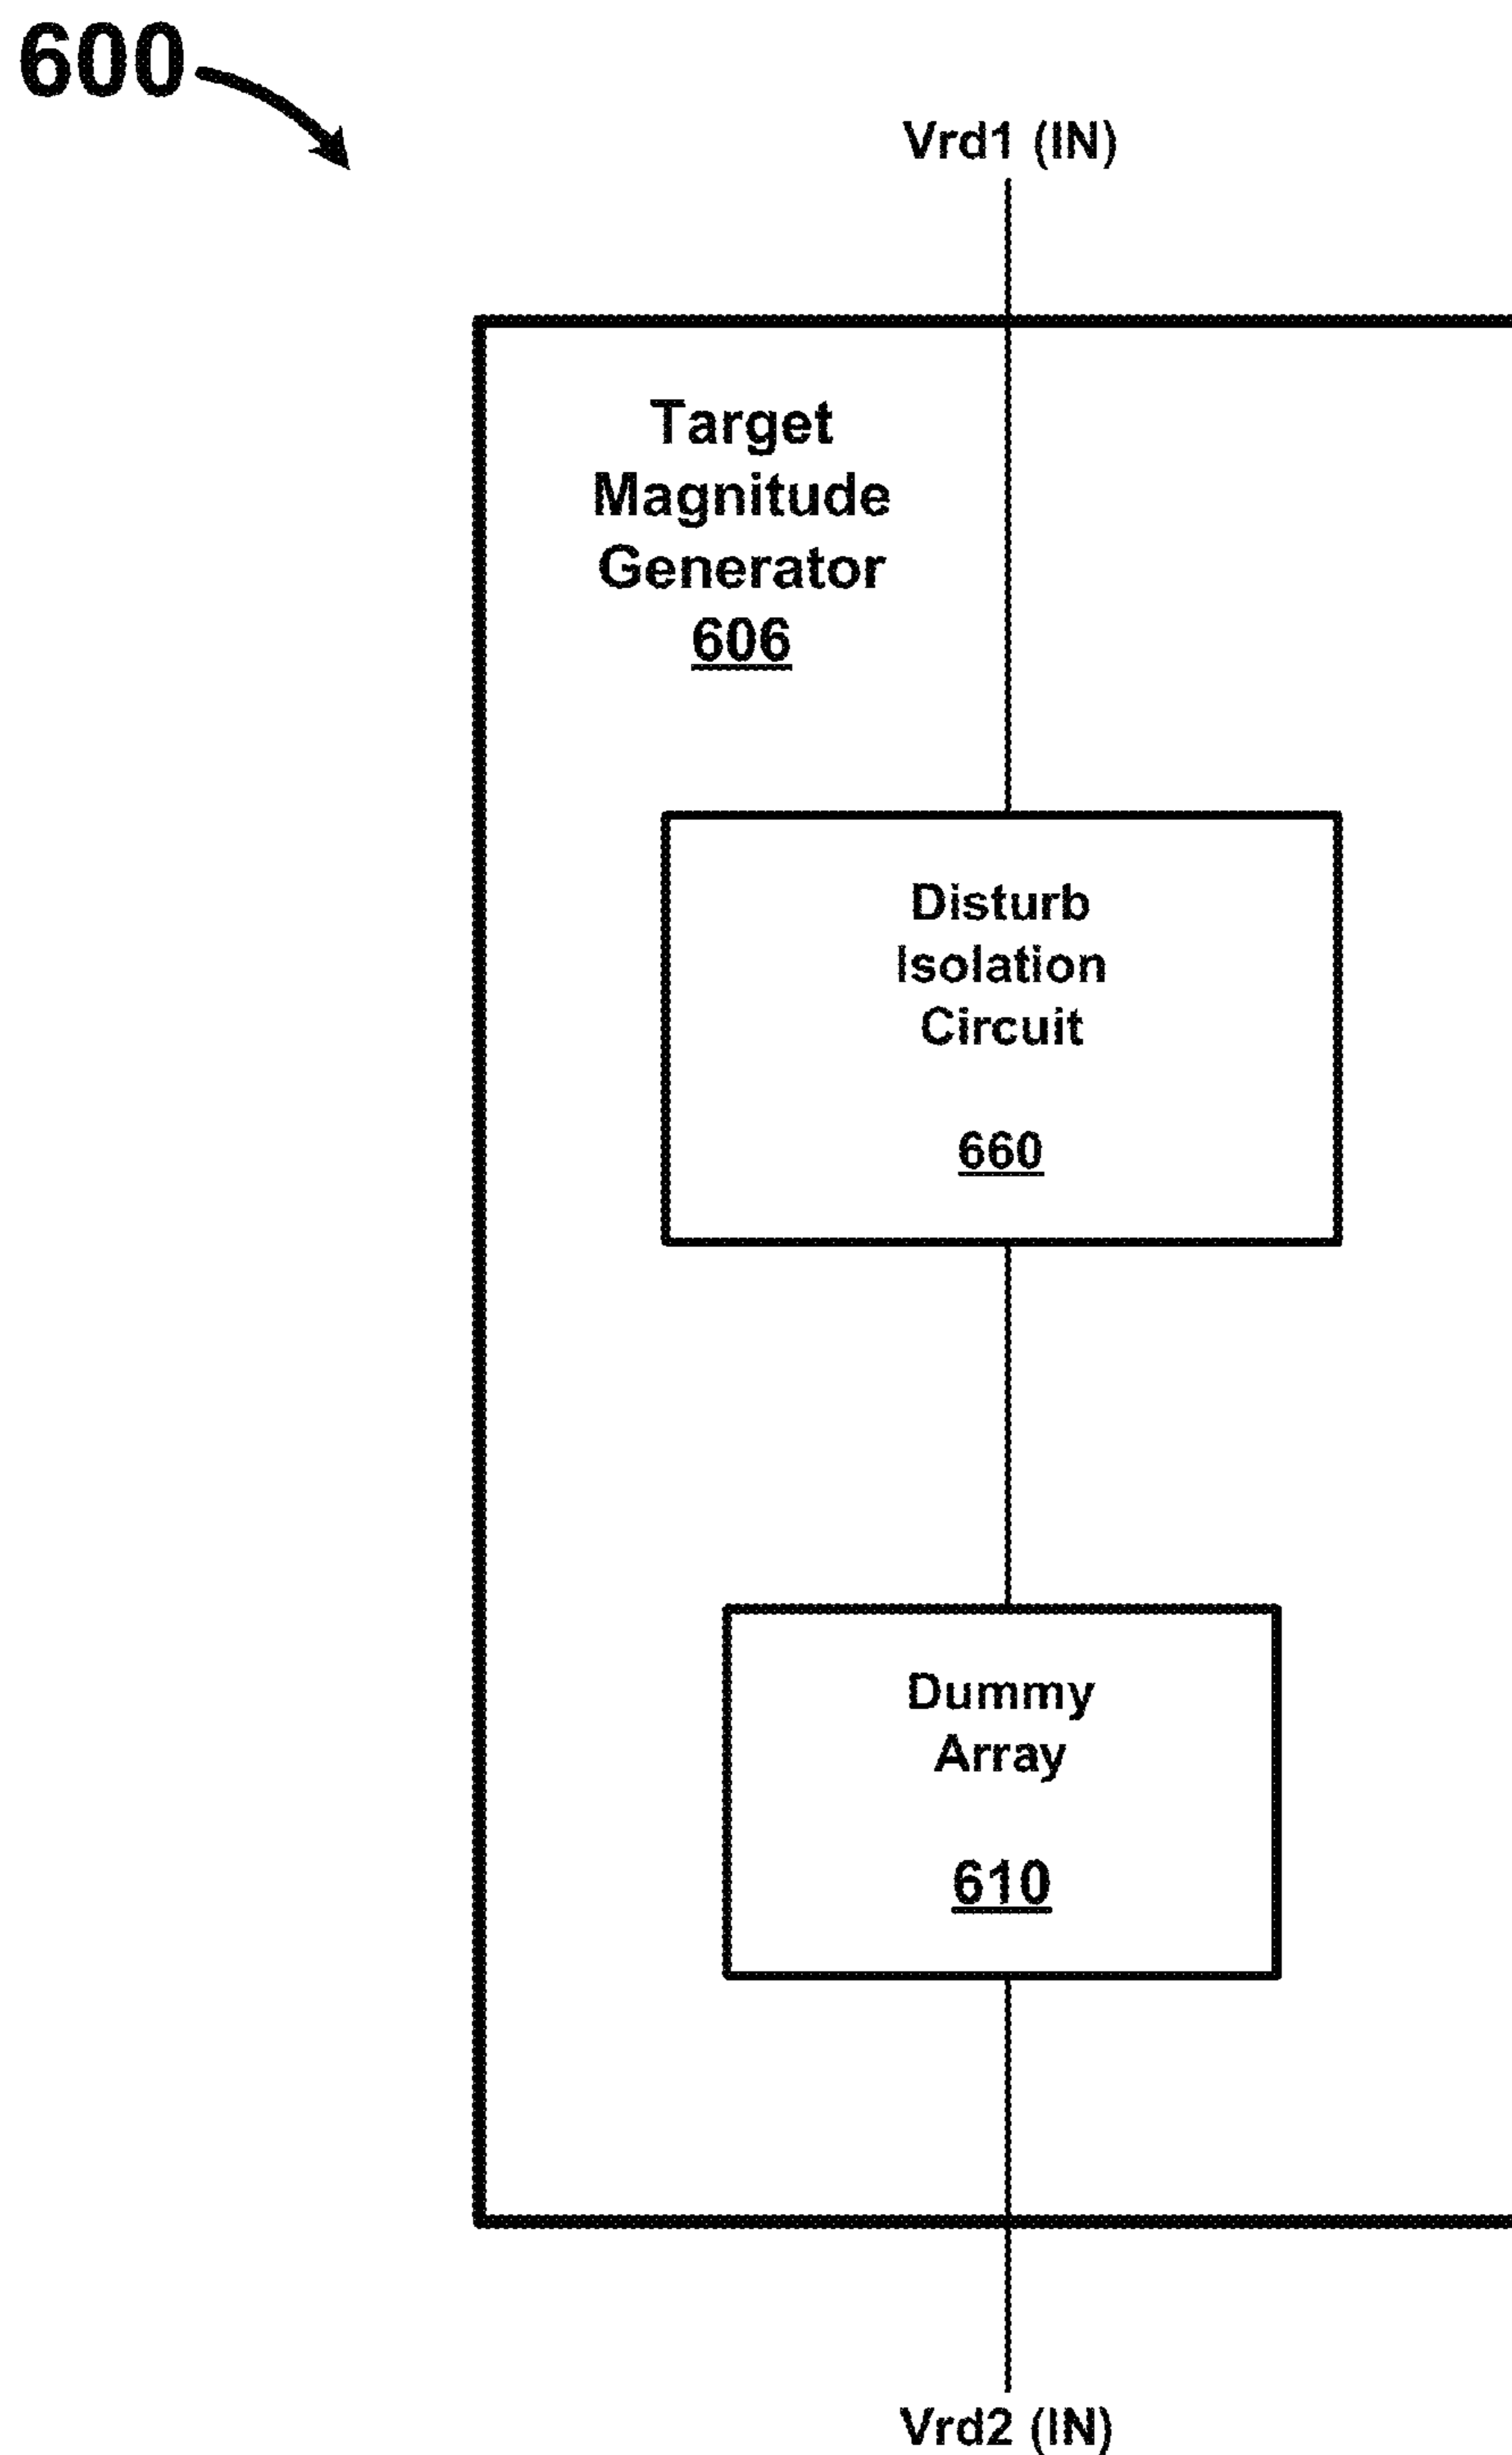 600
Vrd1 (IN)
Target
Magnitude
Generator
606
Disturb
Isolation
Circuit
660
Dummy
Array
610
Vrd2 (IN)